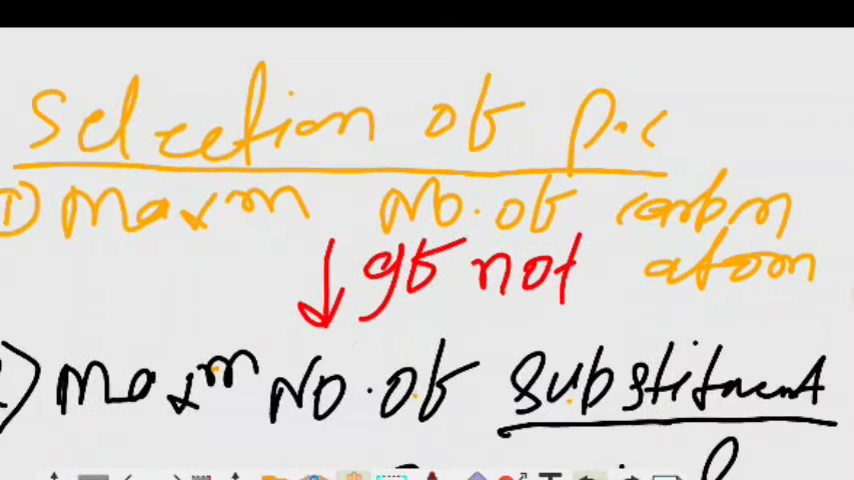 Selection of P.C
1) Maxm No. of carbon
atom
↓ If not
2) Maxm No. of substituent